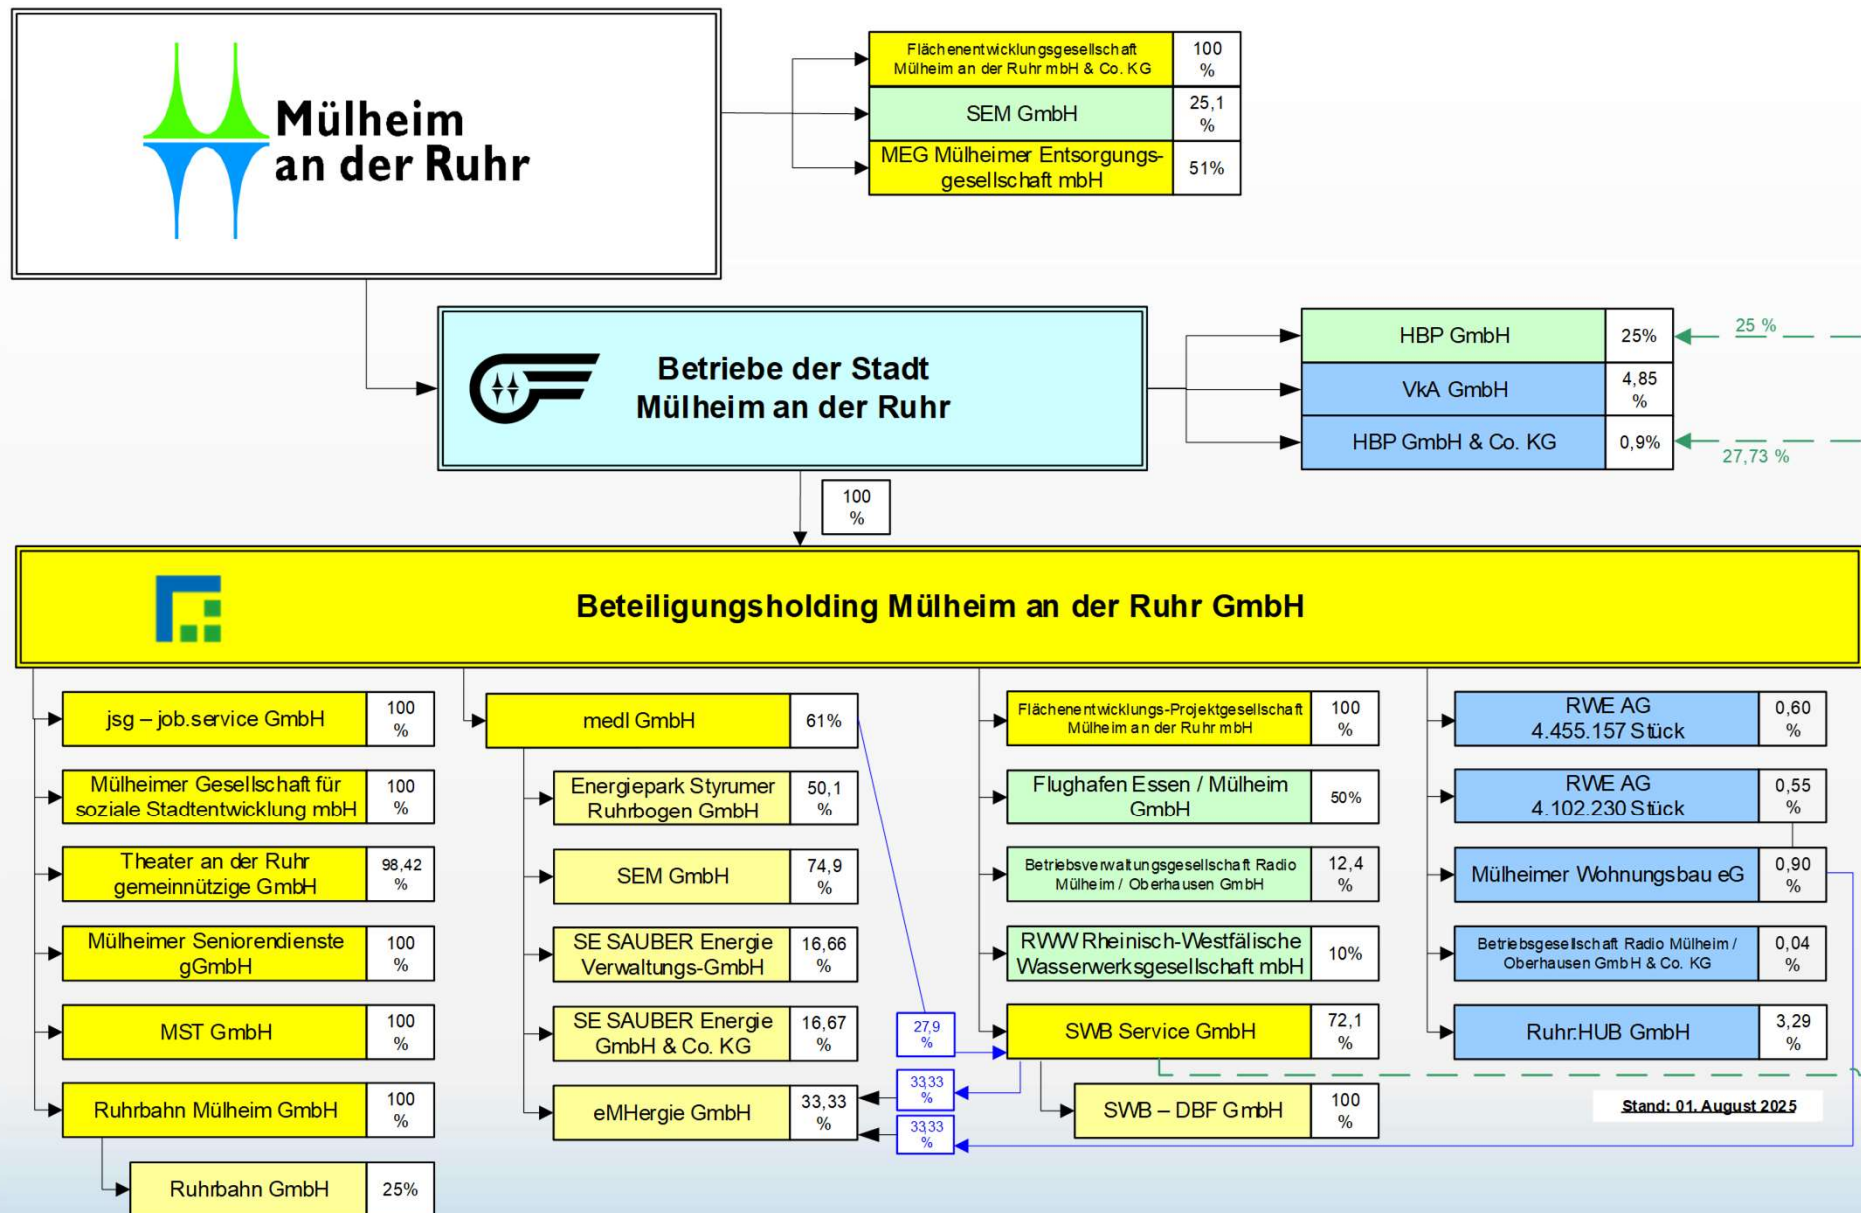 Mülheim
an der Ruhr
Flächenentwicklungsgesellschaft
Mülheim an der Ruhr mbH & Co. KG
100
%
SEM GmbH
25,1
%
MEG Mülheimer Entsorgungs-
gesellschaft mbH
51%
Betriebe der Stadt
Mülheim an der Ruhr
HBP GmbH
25%
25 %
VkA GmbH
4,85
%
HBP GmbH & Co. KG
0,9%
27,73 %
100
%
Beteiligungsholding Mülheim an der Ruhr GmbH
jsg – job.service GmbH
100
%
Mülheimer Gesellschaft für
soziale Stadtentwicklung mbH
100
%
Theater an der Ruhr
gemeinnützige GmbH
98,42
%
Mülheimer Seniorendienste
gGmbH
100
%
MST GmbH
100
%
Ruhrbahn Mülheim GmbH
100
%
Ruhrbahn GmbH
25%
medl GmbH
61%
Energiepark Styrumer
Ruhrbogen GmbH
50,1
%
SEM GmbH
74,9
%
SE SAUBER Energie
Verwaltungs-GmbH
16,66
%
SE SAUBER Energie
GmbH & Co. KG
16,67
%
eMHergie GmbH
33,33
%
27,9
%
33,33
%
33,33
%
Flächenentwicklungs-Projektgesellschaft
Mülheim an der Ruhr mbH
100
%
Flughafen Essen / Mülheim
GmbH
50%
Betriebsverwaltungsgesellschaft Radio
Mülheim / Oberhausen GmbH
12,4
%
RWW Rheinisch-Westfälische
Wasserwerksgesellschaft mbH
10%
SWB Service GmbH
72,1
%
SWB – DBF GmbH
100
%
RWE AG
4.455.157 Stück
0,60
%
RWE AG
4.102.230 Stück
0,55
%
Mülheimer Wohnungsbau eG
0,90
%
Betriebsgesellschaft Radio Mülheim /
Oberhausen GmbH & Co. KG
0,04
%
Ruhr:HUB GmbH
3,29
%
Stand: 01. August 2025